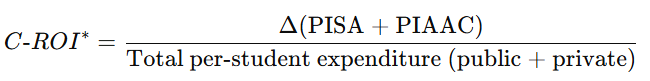 C-ROI* = Δ(PISA + PIAAC)
Total per-student expenditure (public + private)